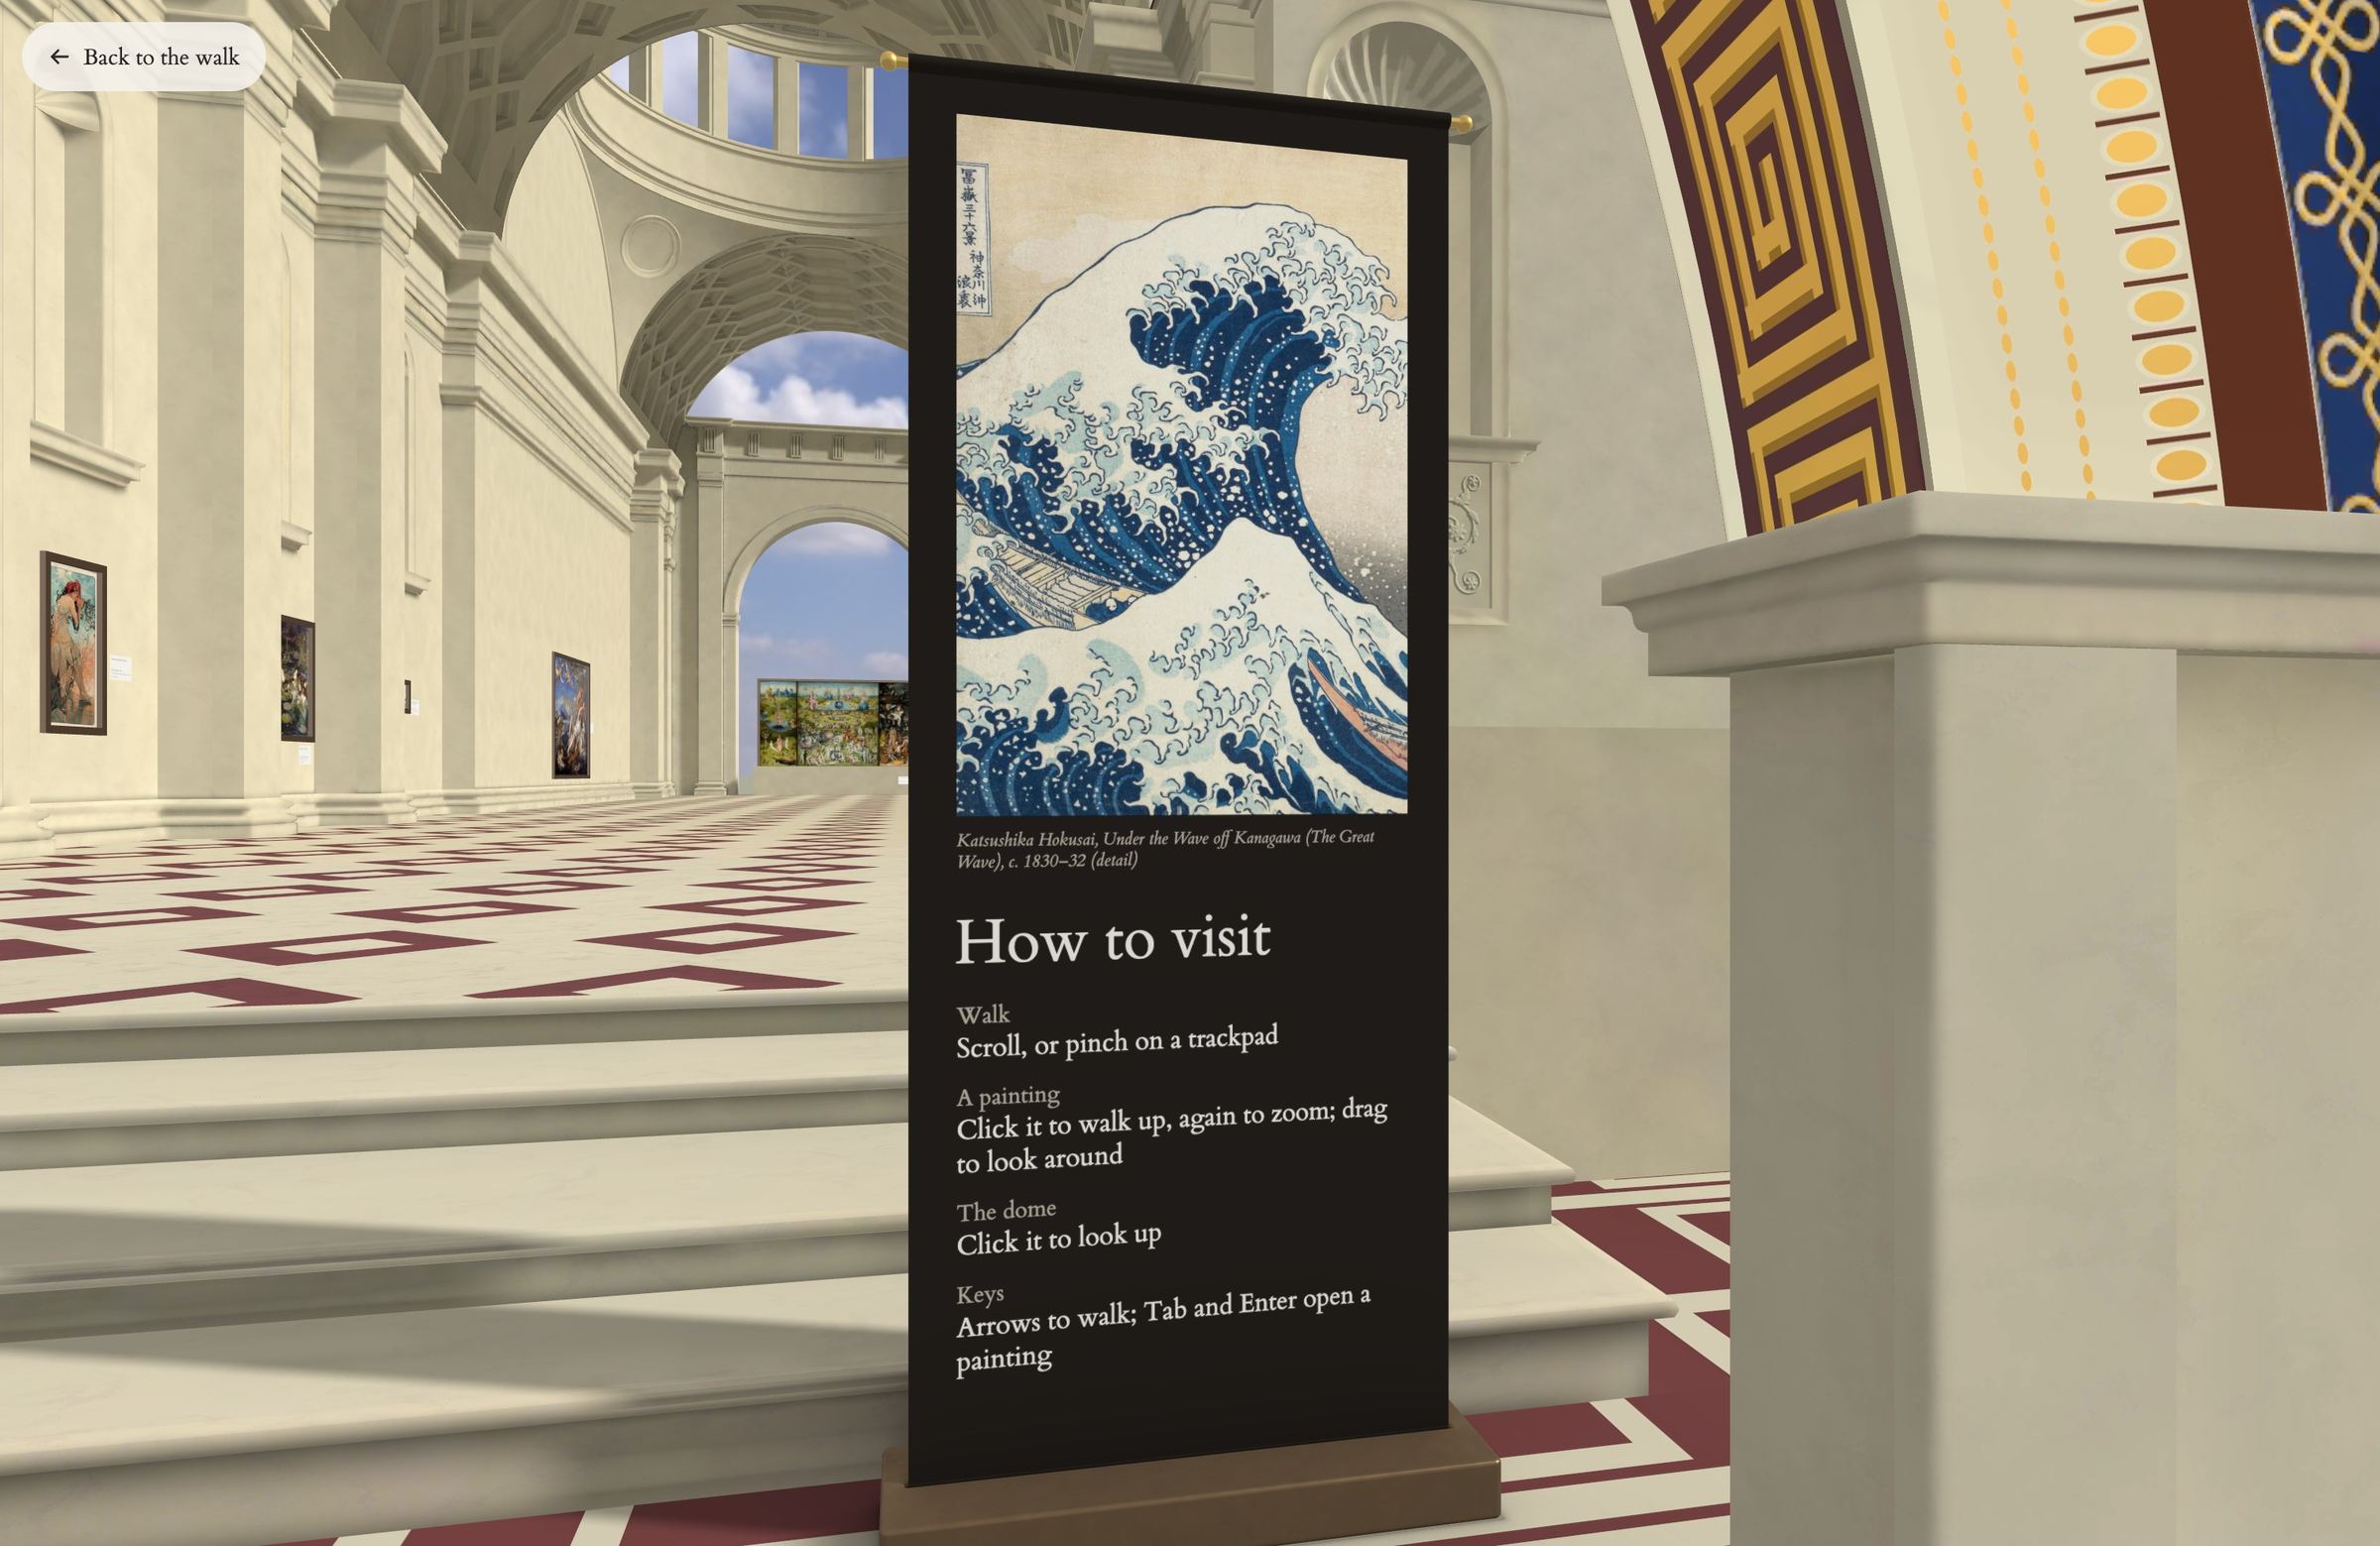 Back to the walk
冨嶽三十六景 神奈川沖
浪裏
Katsushika Hokusai, Under the Wave off Kanagawa (The Great
Wave), c. 1830–32 (detail)
How to visit
Walk
Scroll, or pinch on a trackpad
A painting
Click it to walk up, again to zoom; drag
to look around
The dome
Click it to look up
Keys
Arrows to walk; Tab and Enter open a
painting